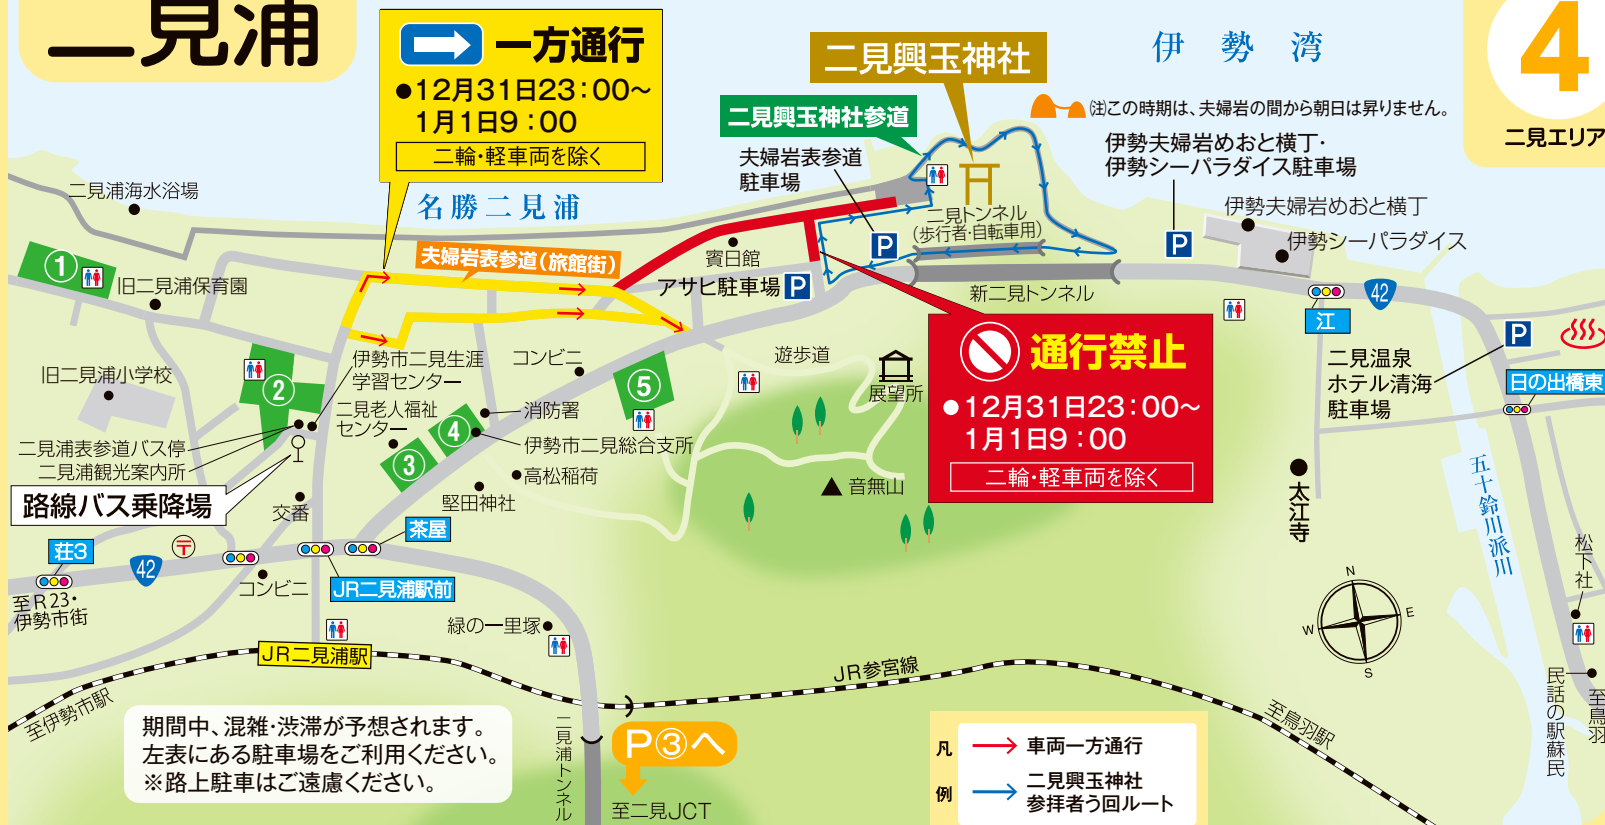 二見浦
一方通行
●12月31日23:00〜
1月1日9:00
二輪・軽車両を除く
二見興玉神社
伊勢湾
4
二見エリア
㊟この時期は、夫婦岩の間から朝日は昇りません。
二見興玉神社参道
夫婦岩表参道
駐車場
伊勢夫婦岩めおと横丁・
伊勢シーパラダイス駐車場
二見浦海水浴場
名勝二見浦
伊勢夫婦岩めおと横丁
伊勢シーパラダイス
二見トンネル
(歩行者・自転車用)
P
P
夫婦岩表参道(旅館街)
賓日館
アサヒ駐車場 P
新二見トンネル
①
旧二見浦保育園
42
江
通行禁止
●12月31日23:00〜
1月1日9:00
二輪・軽車両を除く
P
二見温泉
ホテル清海
駐車場
日の出橋東
伊勢市二見生涯
学習センター
コンビニ
遊歩道
展望所
旧二見浦小学校
②
⑤
二見老人福祉
センター
④
消防署
伊勢市二見総合支所
③
高松稲荷
堅田神社
音無山
二見浦表参道バス停
二見浦観光案内所
路線バス乗降場
交番
太江寺
五十鈴川派川
茶屋
荘3
〒
42
コンビニ
JR二見浦駅前
至R23・
伊勢市街
松下社
N
E
W
S
緑の一里塚
JR二見浦駅
JR参宮線
至伊勢市駅
至鳥羽駅
民話の駅蘇民
至鳥羽
期間中、混雑・渋滞が予想されます。
左表にある駐車場をご利用ください。
※路上駐車はご遠慮ください。
二見浦トンネル
P③へ
至二見JCT
凡例
車両一方通行
二見興玉神社
参拝者う回ルート